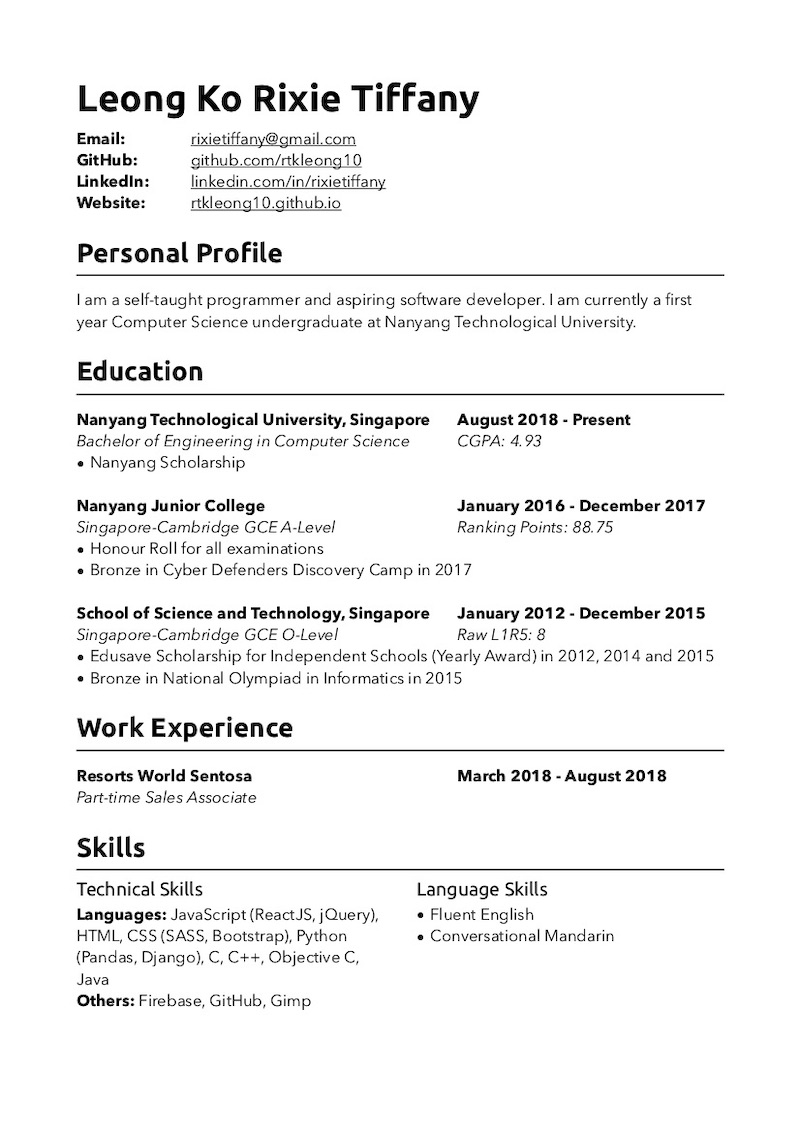 Leong Ko Rixie Tiffany
Email: rixietiffany@gmail.com
GitHub: github.com/rtkleong10
LinkedIn: linkedin.com/in/rixietiffany
Website: rtkleong10.github.io
Personal Profile
I am a self-taught programmer and aspiring software developer. I am currently a first
year Computer Science undergraduate at Nanyang Technological University.
Education
Nanyang Technological University, Singapore August 2018 - Present
Bachelor of Engineering in Computer Science CGPA: 4.93
• Nanyang Scholarship
Nanyang Junior College January 2016 - December 2017
Singapore-Cambridge GCE A-Level Ranking Points: 88.75
• Honour Roll for all examinations
• Bronze in Cyber Defenders Discovery Camp in 2017
School of Science and Technology, Singapore January 2012 - December 2015
Singapore-Cambridge GCE O-Level Raw L1R5: 8
• Edusave Scholarship for Independent Schools (Yearly Award) in 2012, 2014 and 2015
• Bronze in National Olympiad in Informatics in 2015
Work Experience
Resorts World Sentosa March 2018 - August 2018
Part-time Sales Associate
Skills
Technical Skills
Languages: JavaScript (ReactJS, jQuery),
HTML, CSS (SASS, Bootstrap), Python
(Pandas, Django), C, C++, Objective C,
Java
Others: Firebase, GitHub, Gimp
Language Skills
• Fluent English
• Conversational Mandarin